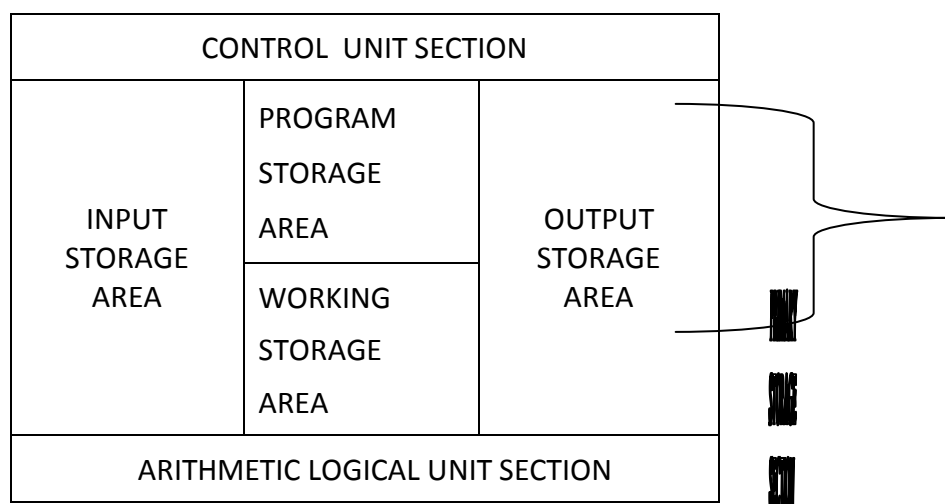 CONTROL UNIT SECTION
PROGRAM
STORAGE
AREA
INPUT
STORAGE
AREA
OUTPUT
STORAGE
AREA
WORKING
STORAGE
AREA
STORAGE
ARITHMETIC LOGICAL UNIT SECTION